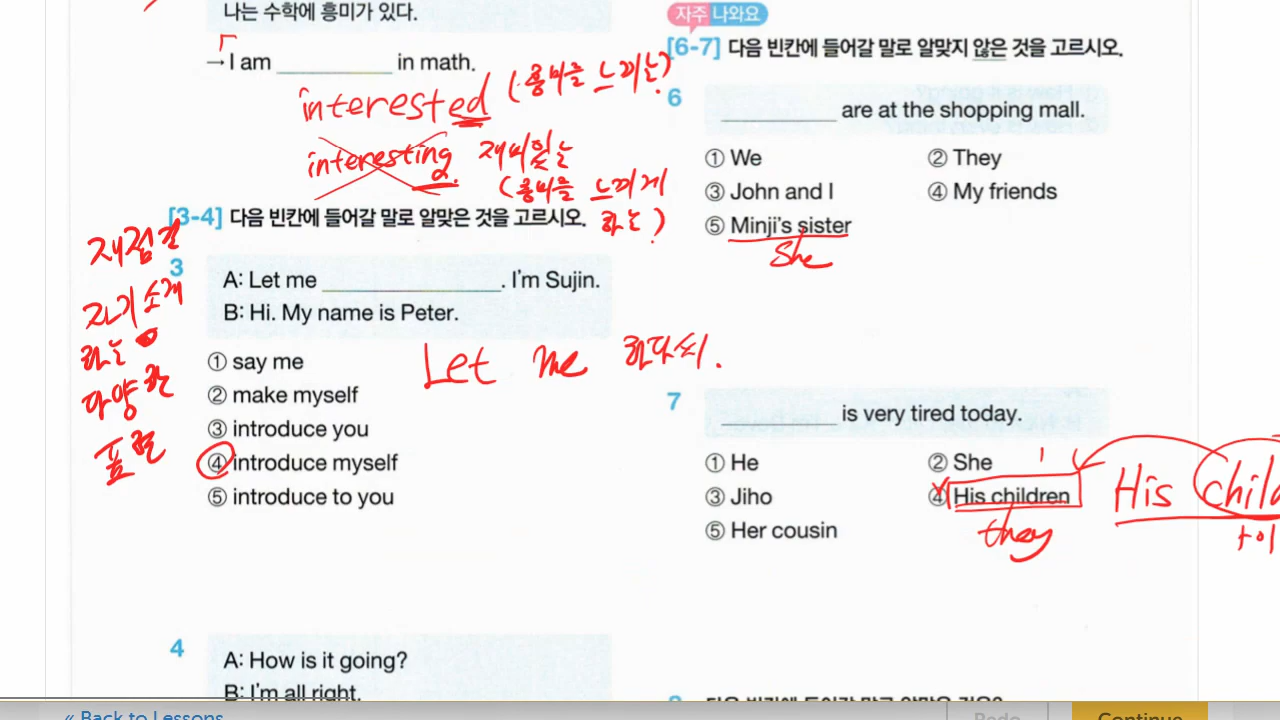 나는 수학에 흥미가 있다.
→ I am ________ in math.
interested (흥미를 느끼는)
interesting 재미있는
(흥미를 느끼게
하는)
[3-4] 다음 빈칸에 들어갈 말로 알맞은 것을 고르시오.
재점검
자기소개
하는
다양한
표현
3
A: Let me ____________. I'm Sujin.
B: Hi. My name is Peter.
① say me
② make myself
③ introduce you
④ introduce myself
⑤ introduce to you
Let me
4
A: How is it going?
B: I'm all right.
자주 나와요
[6-7] 다음 빈칸에 들어갈 말로 알맞지 않은 것을 고르시오.
6
________ are at the shopping mall.
① We
② They
③ John and I
④ My friends
⑤ Minji's sister
She
7
________ is very tired today.
① He
② She
③ Jiho
④ His children
⑤ Her cousin
they
His
« Back to Lessons
Redo
Continue